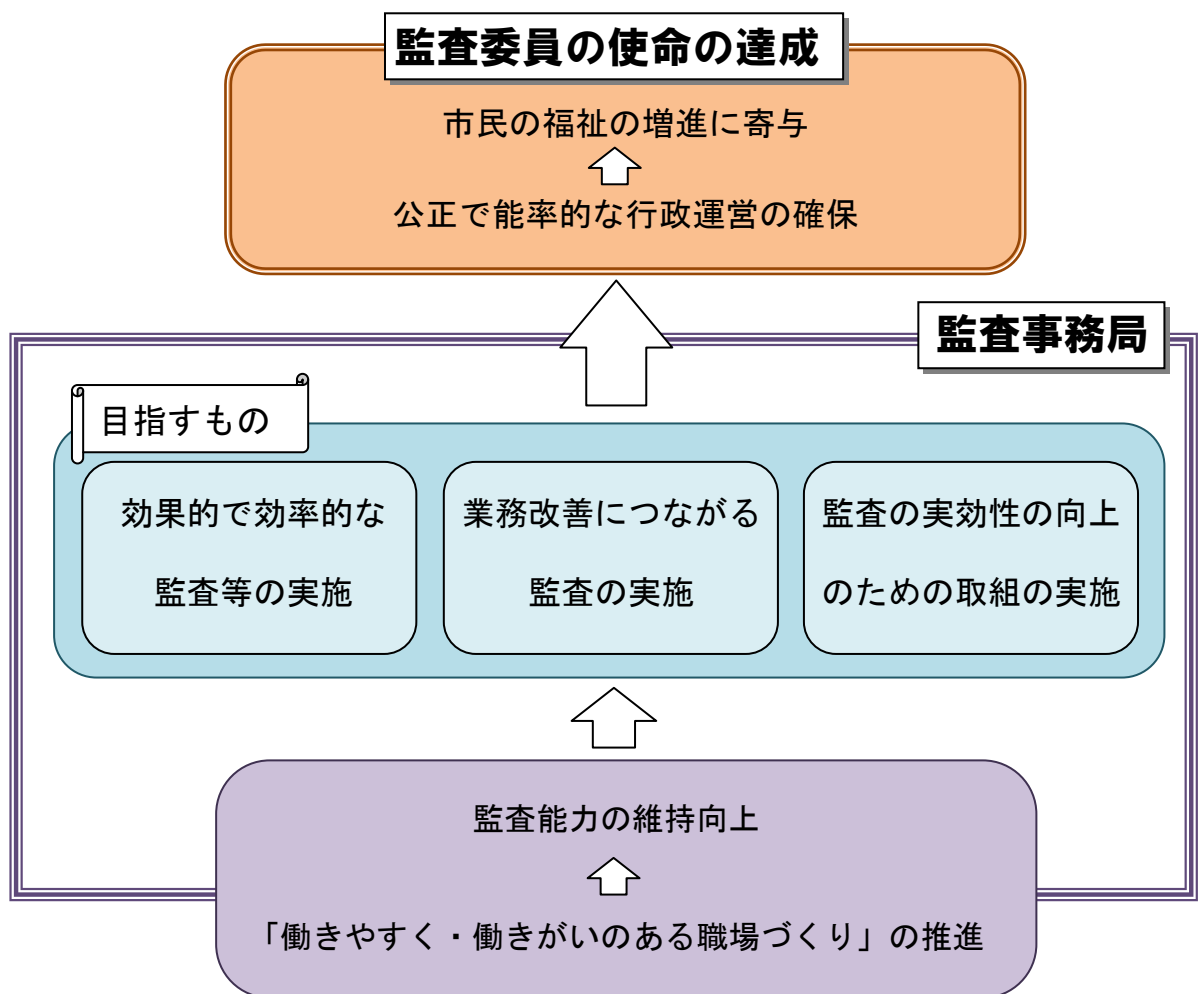 監査委員の使命の達成
市民の福祉の増進に寄与
公正で能率的な行政運営の確保
監査事務局
目指すもの
効果的で効率的な
監査等の実施
業務改善につながる
監査の実施
監査の実効性の向上
のための取組の実施
監査能力の維持向上
「働きやすく・働きがいのある職場づくり」の推進